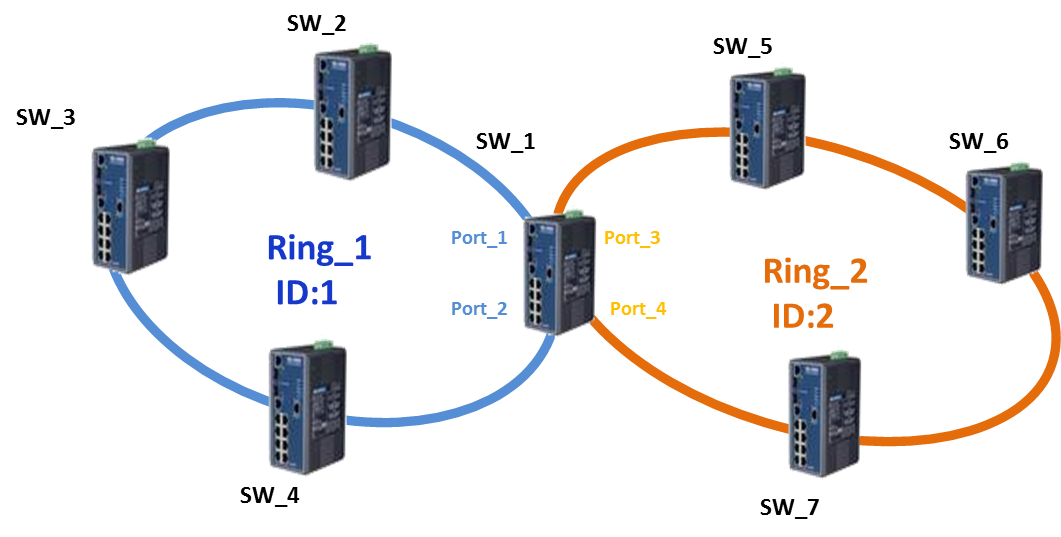 SW_2
SW_5
SW_3
SW_1
SW_6
Port_1
Port_3
Ring_1
ID:1
Ring_2
ID:2
Port_2
Port_4
SW_4
SW_7